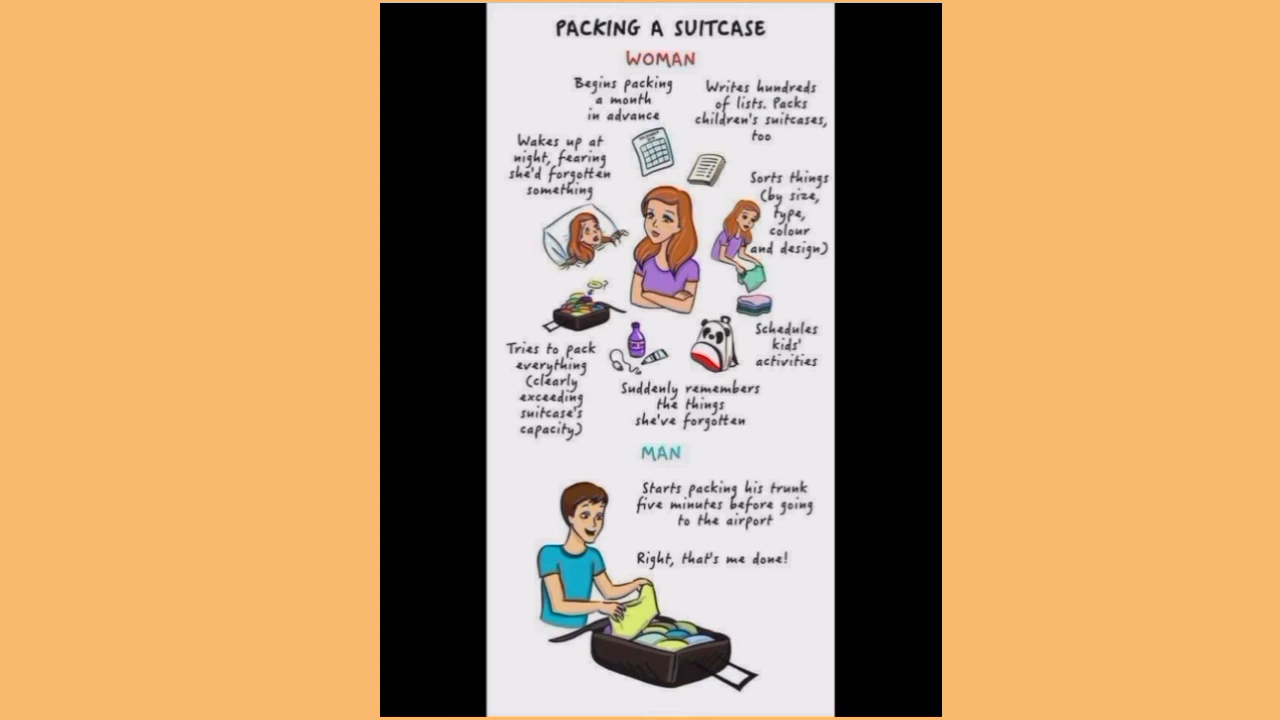 PACKING A SUITCASE
WOMAN
Begins packing
a month
in advance
Writes hundreds
of lists. Packs
children's suitcases,
too
Wakes up at
night, fearing
she'd forgotten
something
Sorts things
(by size,
type,
colour
and design)
Schedules
kids'
activities
Tries to pack
everything
(clearly
exceeding
suitcase's
capacity)
Suddenly remembers
the things
she've forgotten
MAN
Starts packing his trunk
five minutes before going
to the airport
Right, that's me done!